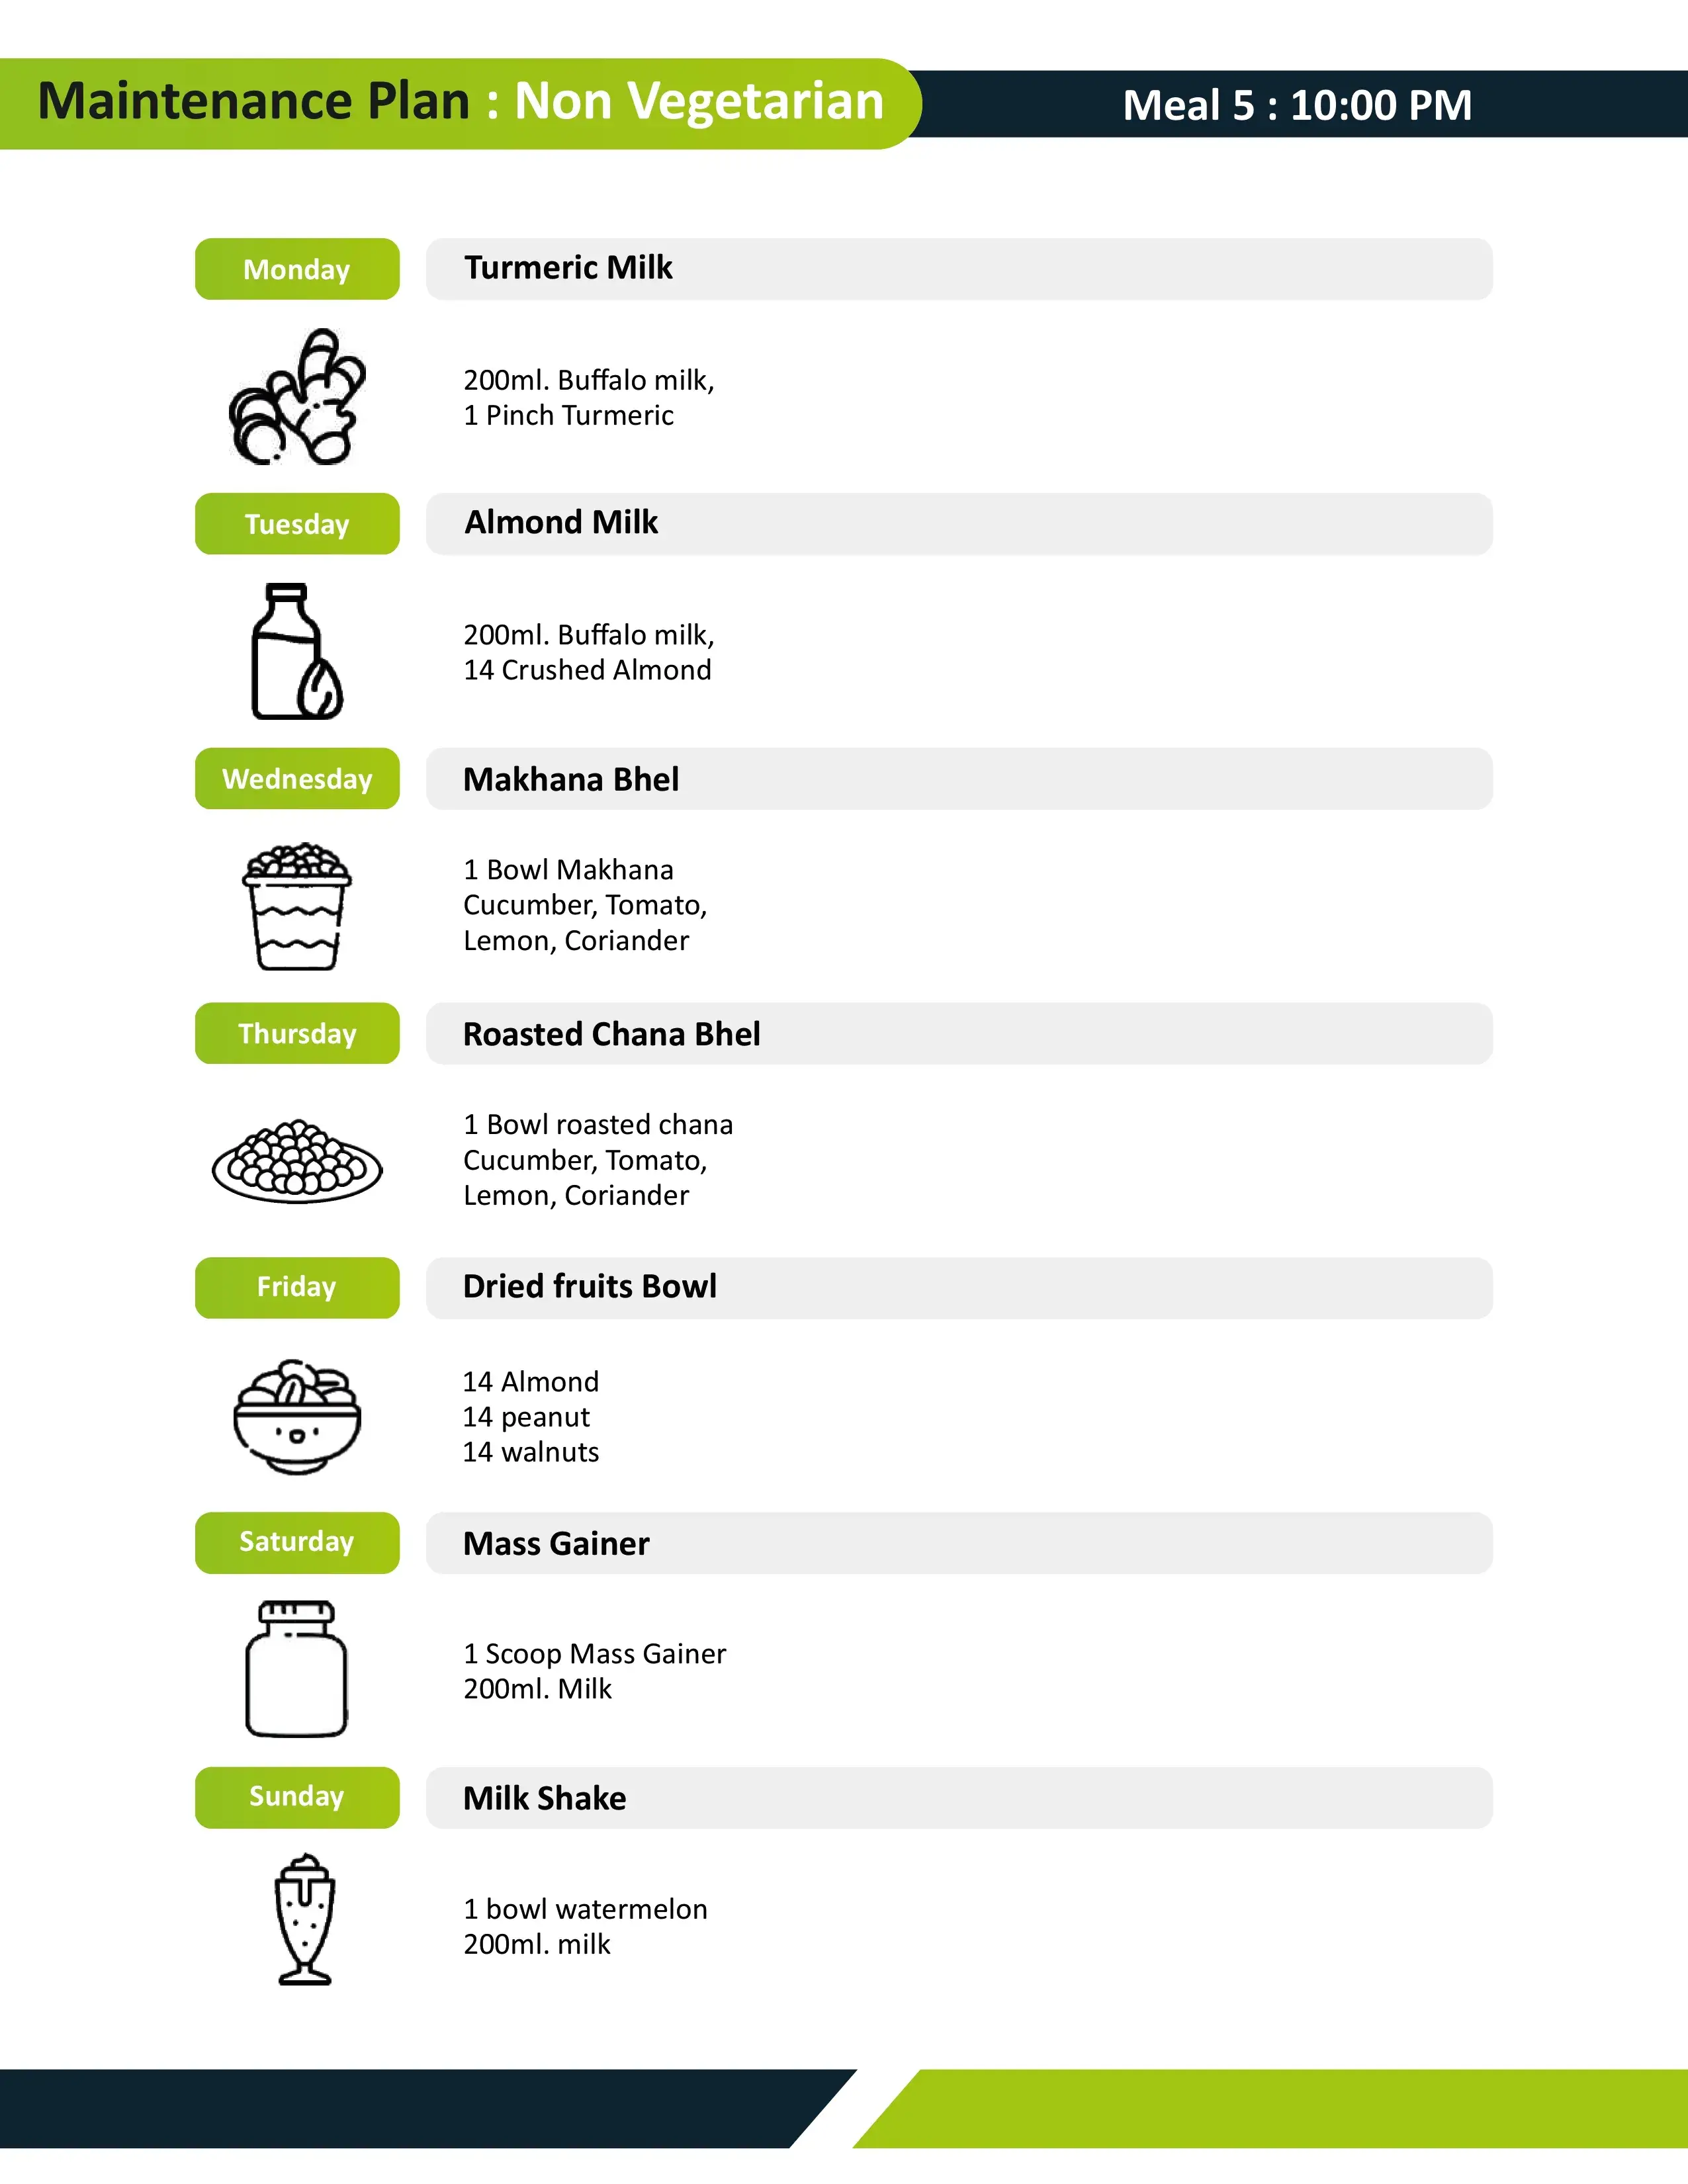 Maintenance Plan : Non Vegetarian
Meal 5 : 10:00 PM
Monday
Turmeric Milk
200ml. Buffalo milk,
1 Pinch Turmeric
Tuesday
Almond Milk
200ml. Buffalo milk,
14 Crushed Almond
Wednesday
Makhana Bhel
1 Bowl Makhana
Cucumber, Tomato,
Lemon, Coriander
Thursday
Roasted Chana Bhel
1 Bowl roasted chana
Cucumber, Tomato,
Lemon, Coriander
Friday
Dried fruits Bowl
14 Almond
14 peanut
14 walnuts
Saturday
Mass Gainer
1 Scoop Mass Gainer
200ml. Milk
Sunday
Milk Shake
1 bowl watermelon
200ml. milk